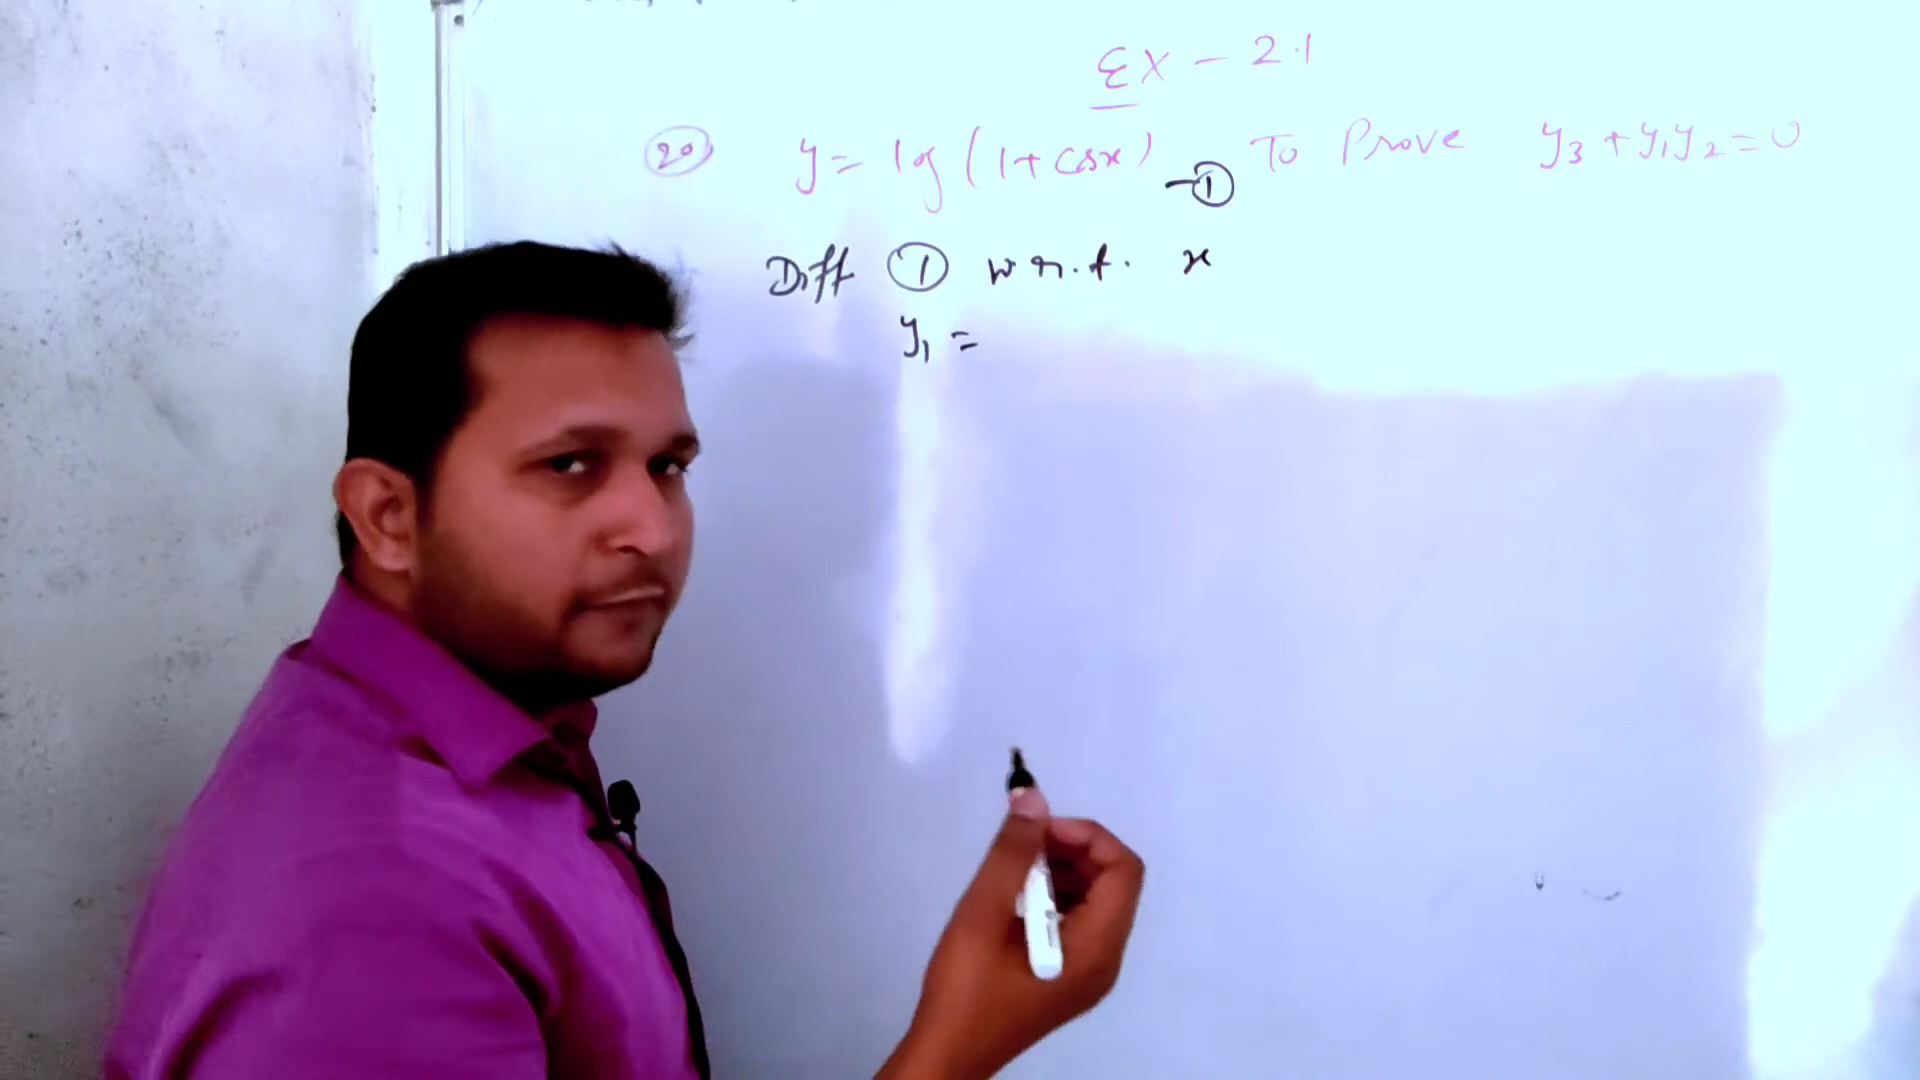 Ex - 2.1
20 y = log (1 + cosx) - 1 To Prove y₃ + y₁y₂ = 0
Diff 1 w.r.t. x
y₁ =